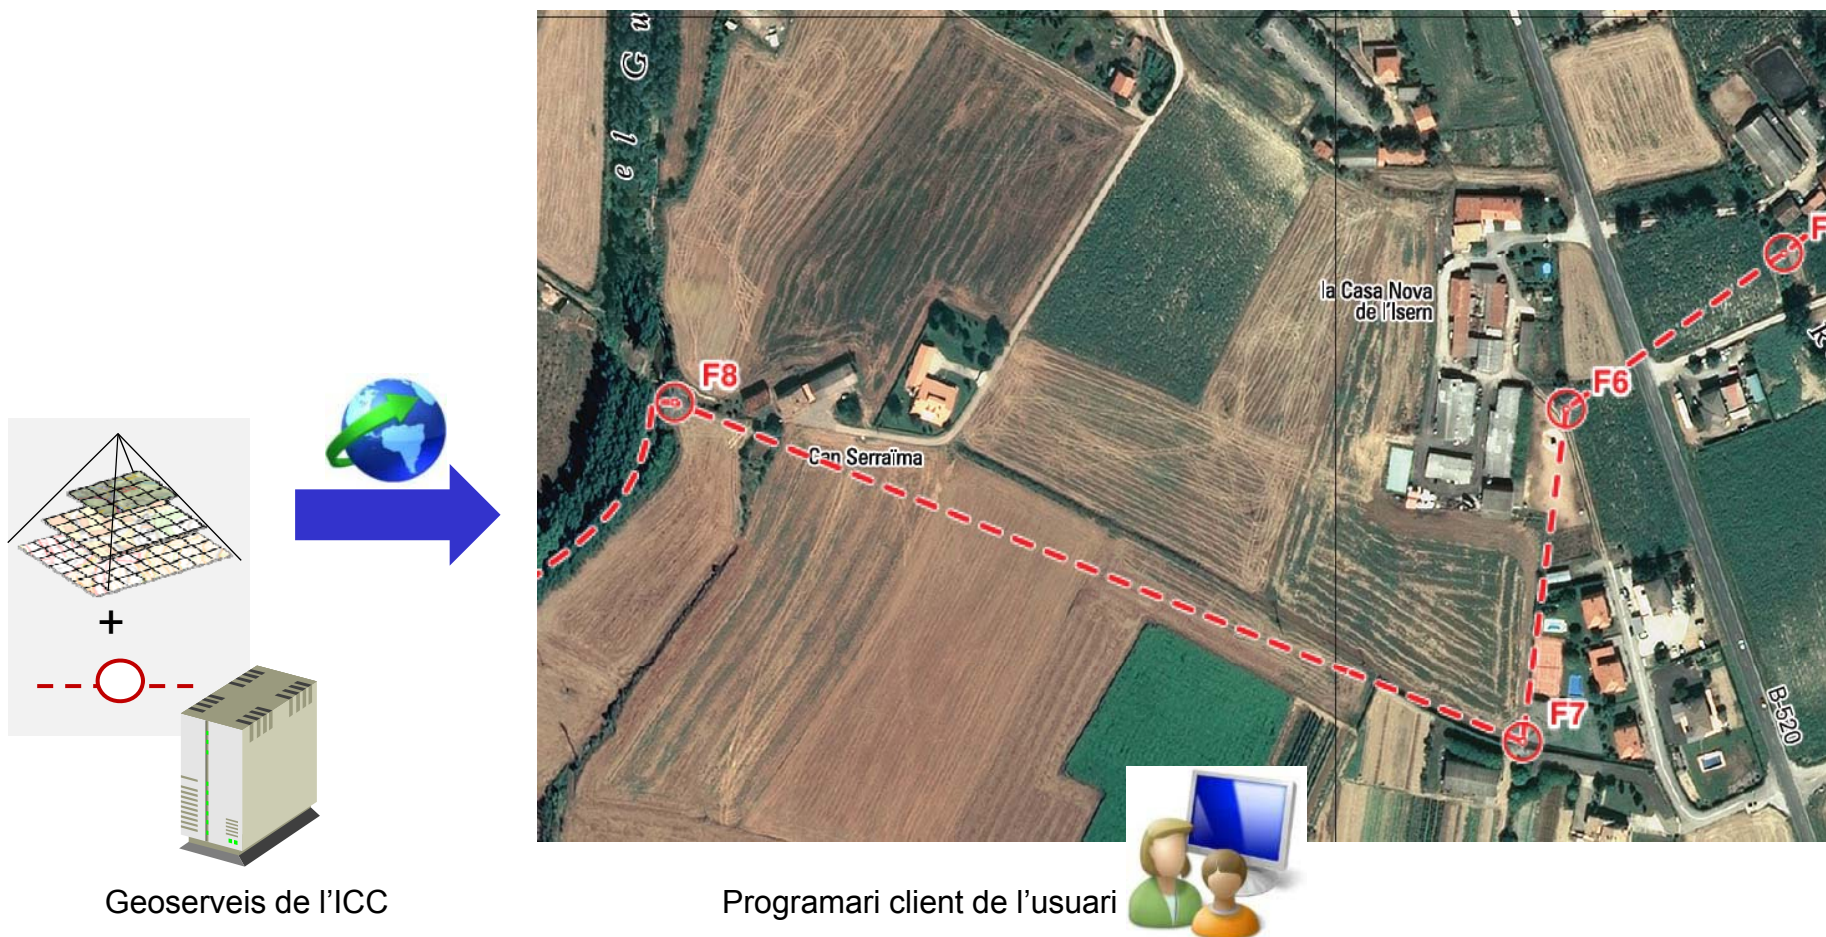 u G
l a
F
la Casa Nova
de l'Isern
F8
F6
Can Serraïma
F7
B-520
+
Geoserveis de l'ICC
Programari client de l'usuari